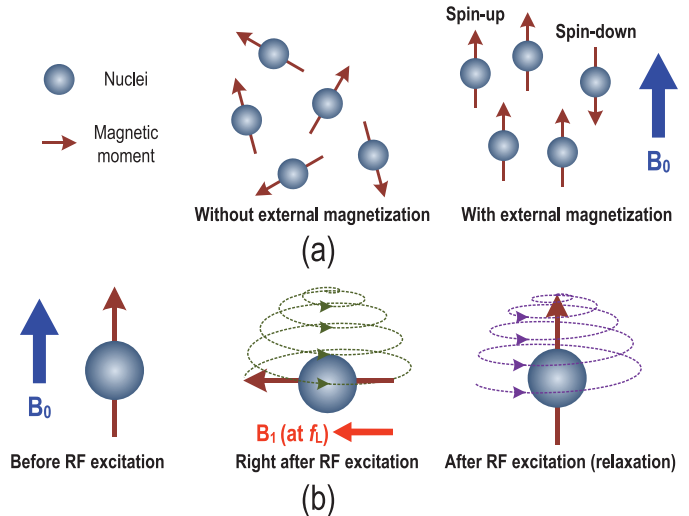 Nuclei
Magnetic
moment
Without external magnetization
Spin-up
Spin-down
B0
With external magnetization
(a)
B0
Before RF excitation
B1 (at fL)
Right after RF excitation
After RF excitation (relaxation)
(b)